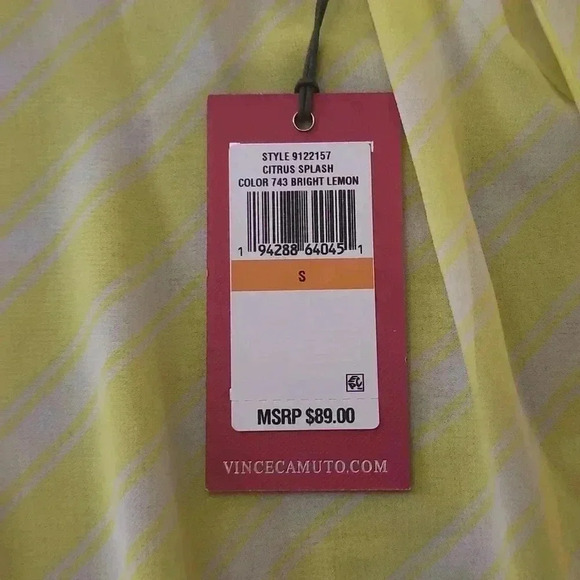 STYLE 9122157
CITRUS SPLASH
COLOR 743 BRIGHT LEMON
1 94288 64045 1
S
MSRP $89.00
VINCECAMUTO.COM